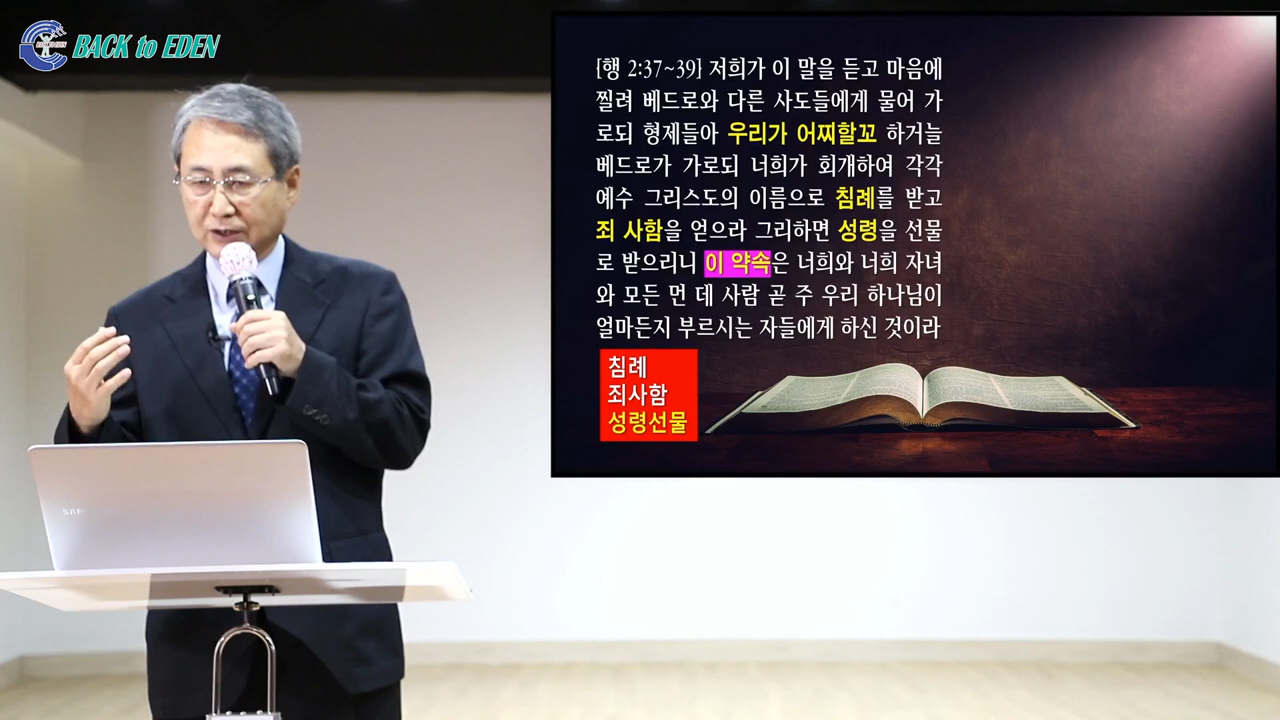 BACK to EDEN
[행 2:37~39] 저희가 이 말을 듣고 마음에
찔려 베드로와 다른 사도들에게 물어 가
로되 형제들아 우리가 어찌할꼬 하거늘
베드로가 가로되 너희가 회개하여 각각
예수 그리스도의 이름으로 침례를 받고
죄 사함을 얻으라 그리하면 성령을 선물
로 받으리니 이 약속은 너희와 너희 자녀
와 모든 먼 데 사람 곧 주 우리 하나님이
얼마든지 부르시는 자들에게 하신 것이라
침례
죄사함
성령선물